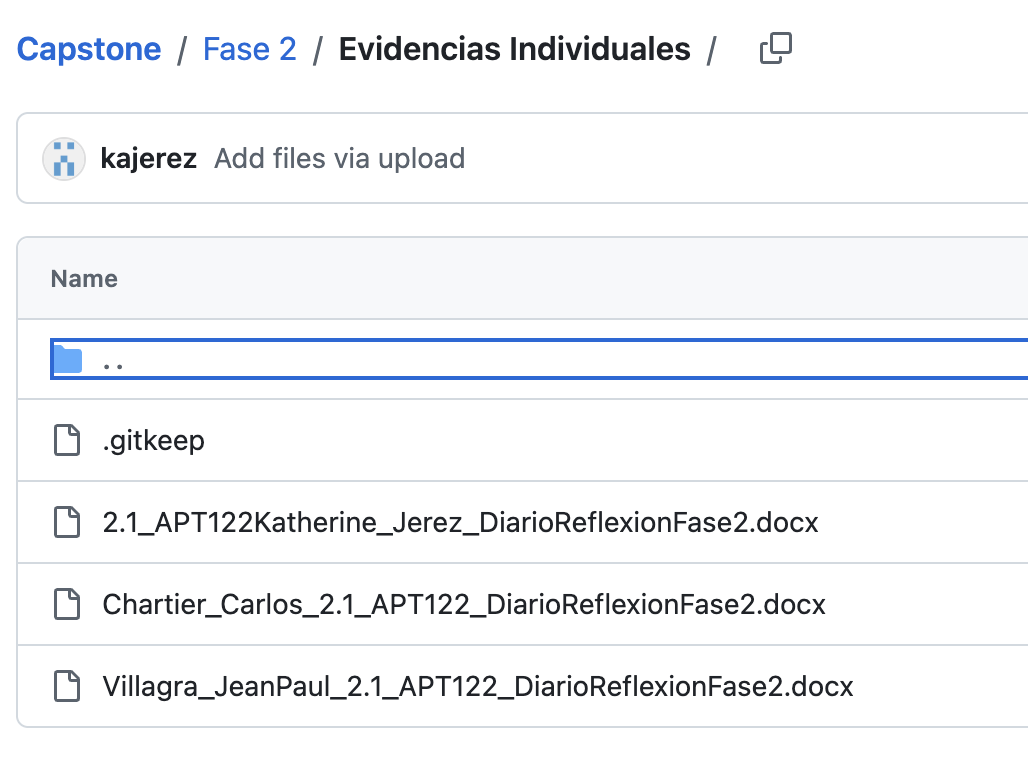 Capstone / Fase 2 / Evidencias Individuales /
kajerez Add files via upload
Name
..
.gitkeep
2.1_APT122Katherine_Jerez_DiarioReflexionFase2.docx
Chartier_Carlos_2.1_APT122_DiarioReflexionFase2.docx
Villagra_JeanPaul_2.1_APT122_DiarioReflexionFase2.docx